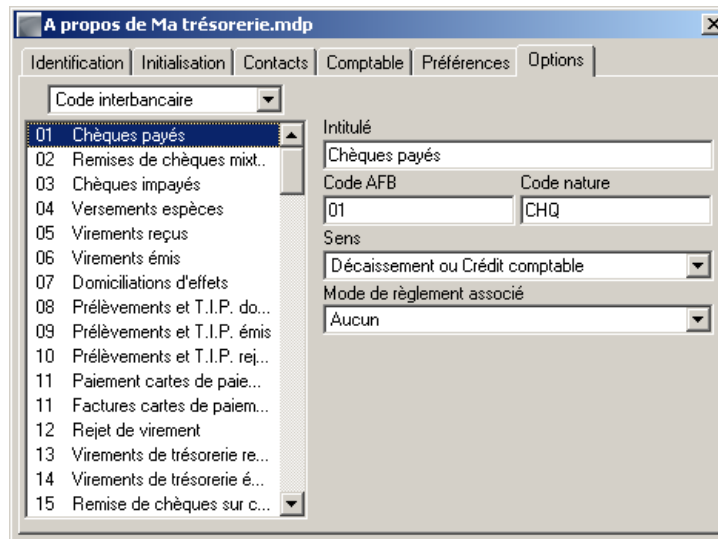 A propos de Ma trésorerie.mdp
Identification Initialisation Contacts Comptable Préférences Options
Code interbancaire
01 Chèques payés
02 Remises de chèques mixt..
03 Chèques impayés
04 Versements espèces
05 Virements reçus
06 Virements émis
07 Domiciliations d'effets
08 Prélèvements et T.I.P. do...
09 Prélèvements et T.I.P. émis
10 Prélèvements et T.I.P. rej...
11 Paiement cartes de paie...
11 Factures cartes de paiem...
12 Rejet de virement
13 Virements de trésorerie re...
14 Virements de trésorerie é...
15 Remise de chèques sur c...
Intitulé
Chèques payés
Code AFB Code nature
01 CHQ
Sens
Décaissement ou Crédit comptable
Mode de règlement associé
Aucun